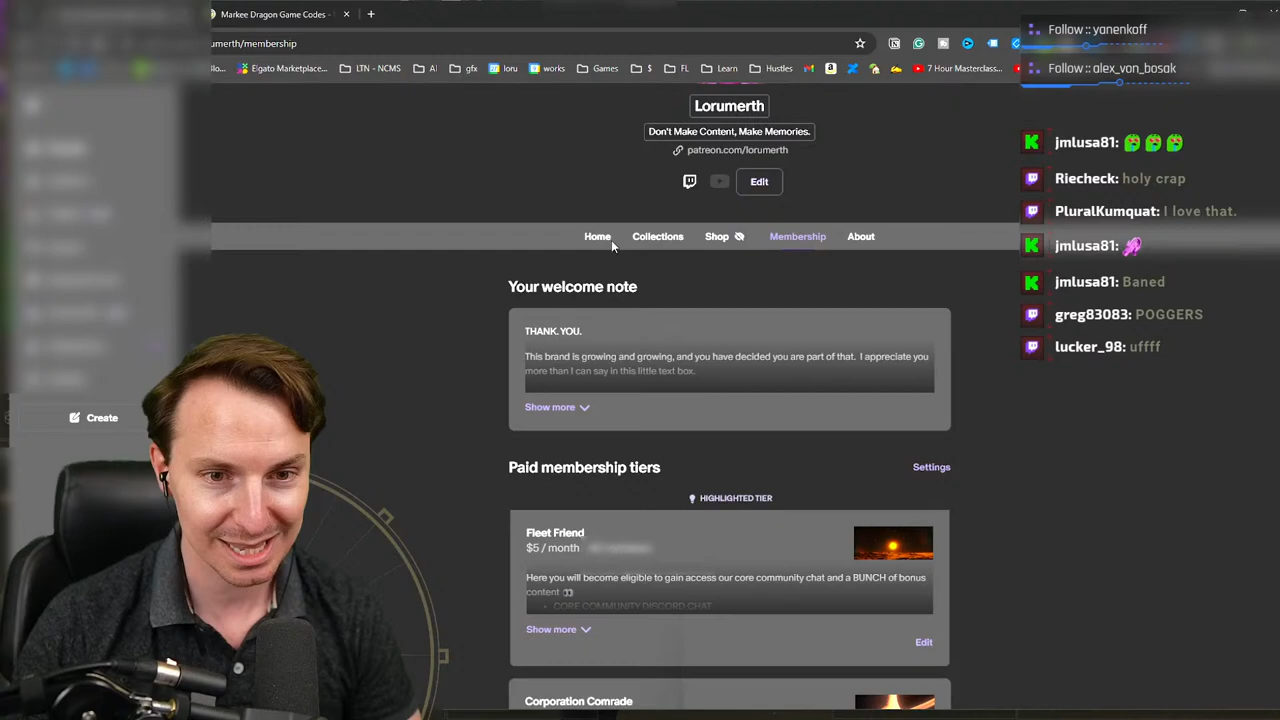 Markee Dragon Game Codes -
umerth/membership
Elgato Marketplace...
LTN - NCMS
AI
gfx
loru
works
Games
$
FL
Learn
Hustles
7 Master Classes...
Follow :: yanenkoff
Follow :: alex_von_bosak
Lorumerth
Don't Make Content, Make Memories.
patreon.com/lorumerth
Edit
Home
Collections
Shop
Membership
About
jmlusa81:
Riecheck: holy crap
PluralKumquat: I love that.
jmlusa81:
jmlusa81: Baned
greg83083: POGGERS
lucker_98: uffff
Your welcome note
THANK. YOU.
This brand is growing and growing, and you have decided you are part of that. I appreciate you
more than I can say in this little text box.
Show more
Create
Paid membership tiers
Settings
HIGHLIGHTED TIER
Fleet Friend
$5 / month
Here you will become eligible to gain access our core community chat and a BUNCH of bonus
content
CORE COMMUNITY DISCORD CHAT
Show more
Edit
Corporation Comrade